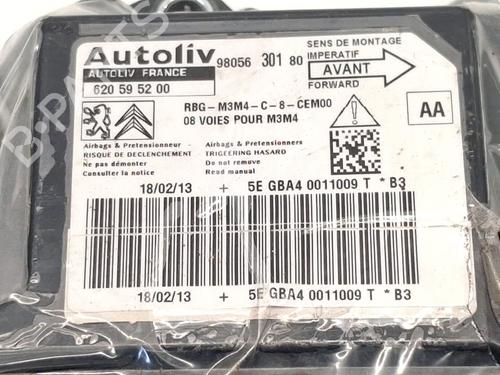 Autoliv
AUTOLIV FRANCE
620 59 52 00
98056 301 80
SENS DE MONTAGE
IMPERATIF
AVANT
FORWARD
RBG-M3M4-C-8-CEM00
08 VOIES POUR M3M4
AA
Airbags & Pretensionneur
RISQUE DE DECLENCHEMENT
Ne pas démonter
Consulter la notice
Airbags & Pretensioners
TRIGEERING HASARD
Do not remove
Read manual
18/02/13 + 5E GBA4 0011009 T *B3
18/02/13 + 5E GBA4 0011009 T *B3